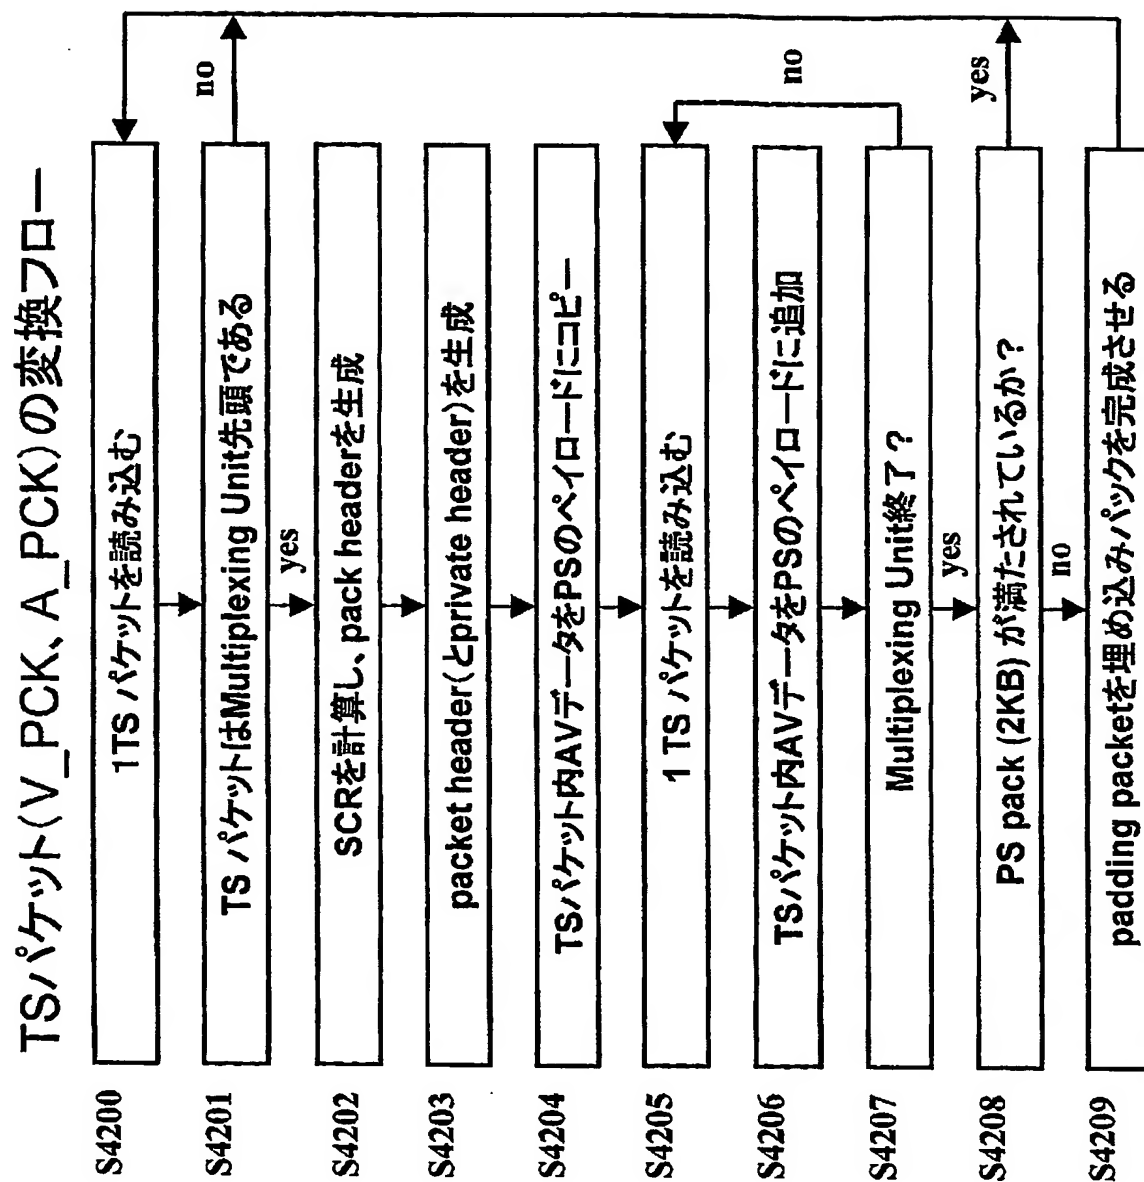 TSパケット(V_PCK、A_PCK)の変換フロー
S4200
1TS パケットを読み込む
S4201
TS パケットはMultiplexing Unit先頭である
no
yes
S4202
SCRを計算し、pack headerを生成
S4203
packet header(とprivate header)を生成
S4204
TSパケット内AVデータをPSのペイロードにコピー
S4205
1 TS パケットを読み込む
S4206
TSパケット内AVデータをPSのペイロードに追加
S4207
Multiplexing Unit終了?
no
yes
S4208
PS pack (2KB) が満たされているか?
yes
no
S4209
padding packetを埋め込みパックを完成させる